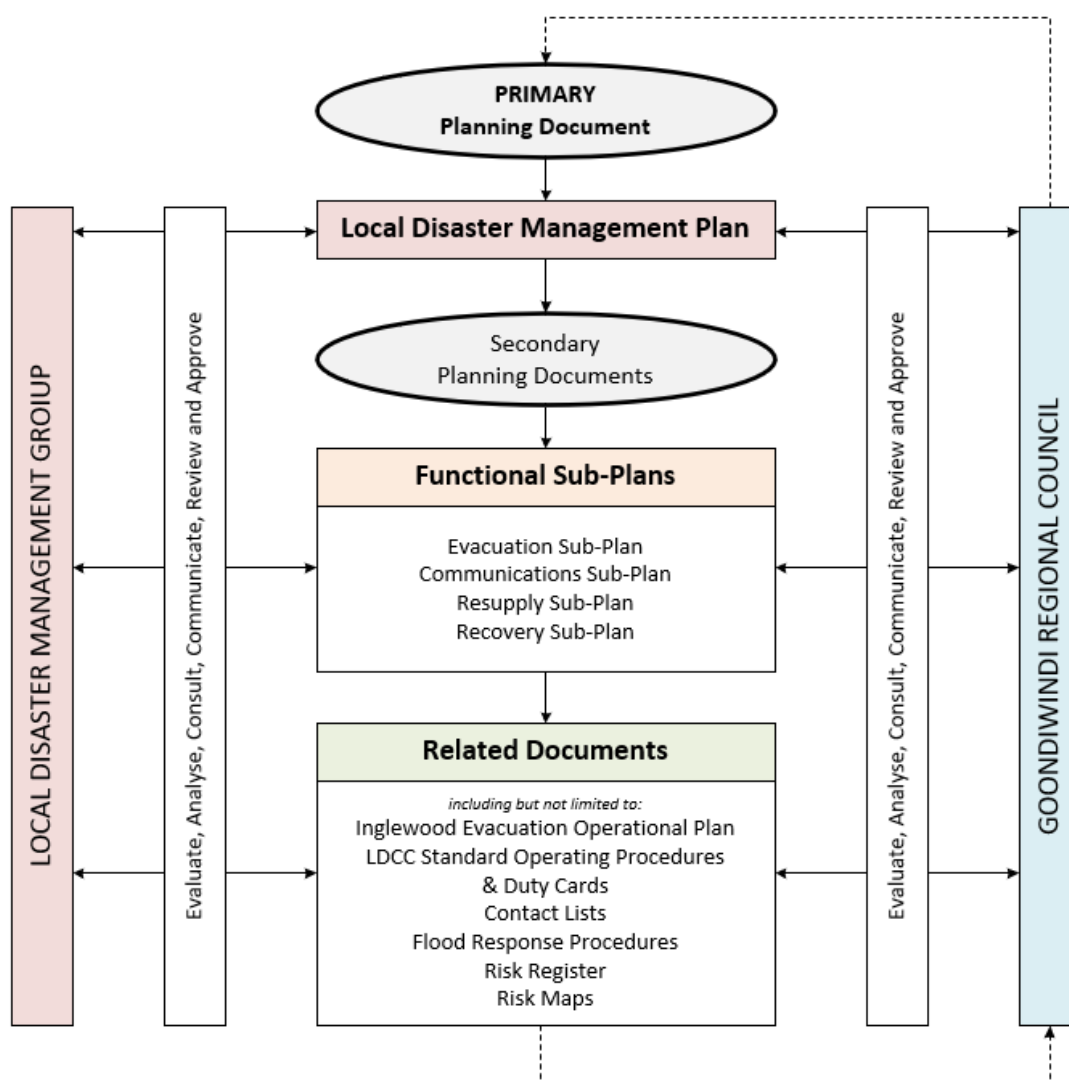 PRIMARY
Planning Document
Local Disaster Management Plan
Secondary
Planning Documents
Functional Sub-Plans
Evacuation Sub-Plan
Communications Sub-Plan
Resupply Sub-Plan
Recovery Sub-Plan
Related Documents
including but not limited to:
Inglewood Evacuation Operational Plan
LDCC Standard Operating Procedures
& Duty Cards
Contact Lists
Flood Response Procedures
Risk Register
Risk Maps
LOCAL DISASTER MANAGEMENT GROIUP
Evaluate, Analyse, Consult, Communicate, Review and Approve
Evaluate, Analyse, Consult, Communicate, Review and Approve
GOONDIWINDI REGIONAL COUNCIL